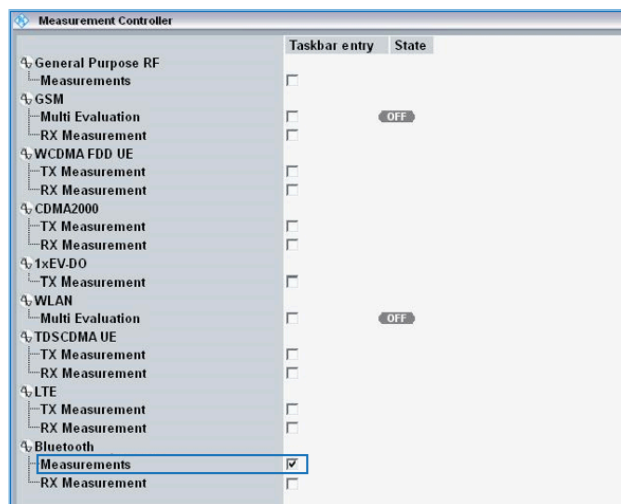 Measurement Controller
Taskbar entry State
General Purpose RF
Measurements
GSM
Multi Evaluation OFF
RX Measurement
WCDMA FDD UE
TX Measurement
RX Measurement
CDMA2000
TX Measurement
RX Measurement
1xEV-DO
TX Measurement
WLAN
Multi Evaluation OFF
TDSCDMA UE
TX Measurement
RX Measurement
LTE
TX Measurement
RX Measurement
Bluetooth
Measurements
RX Measurement